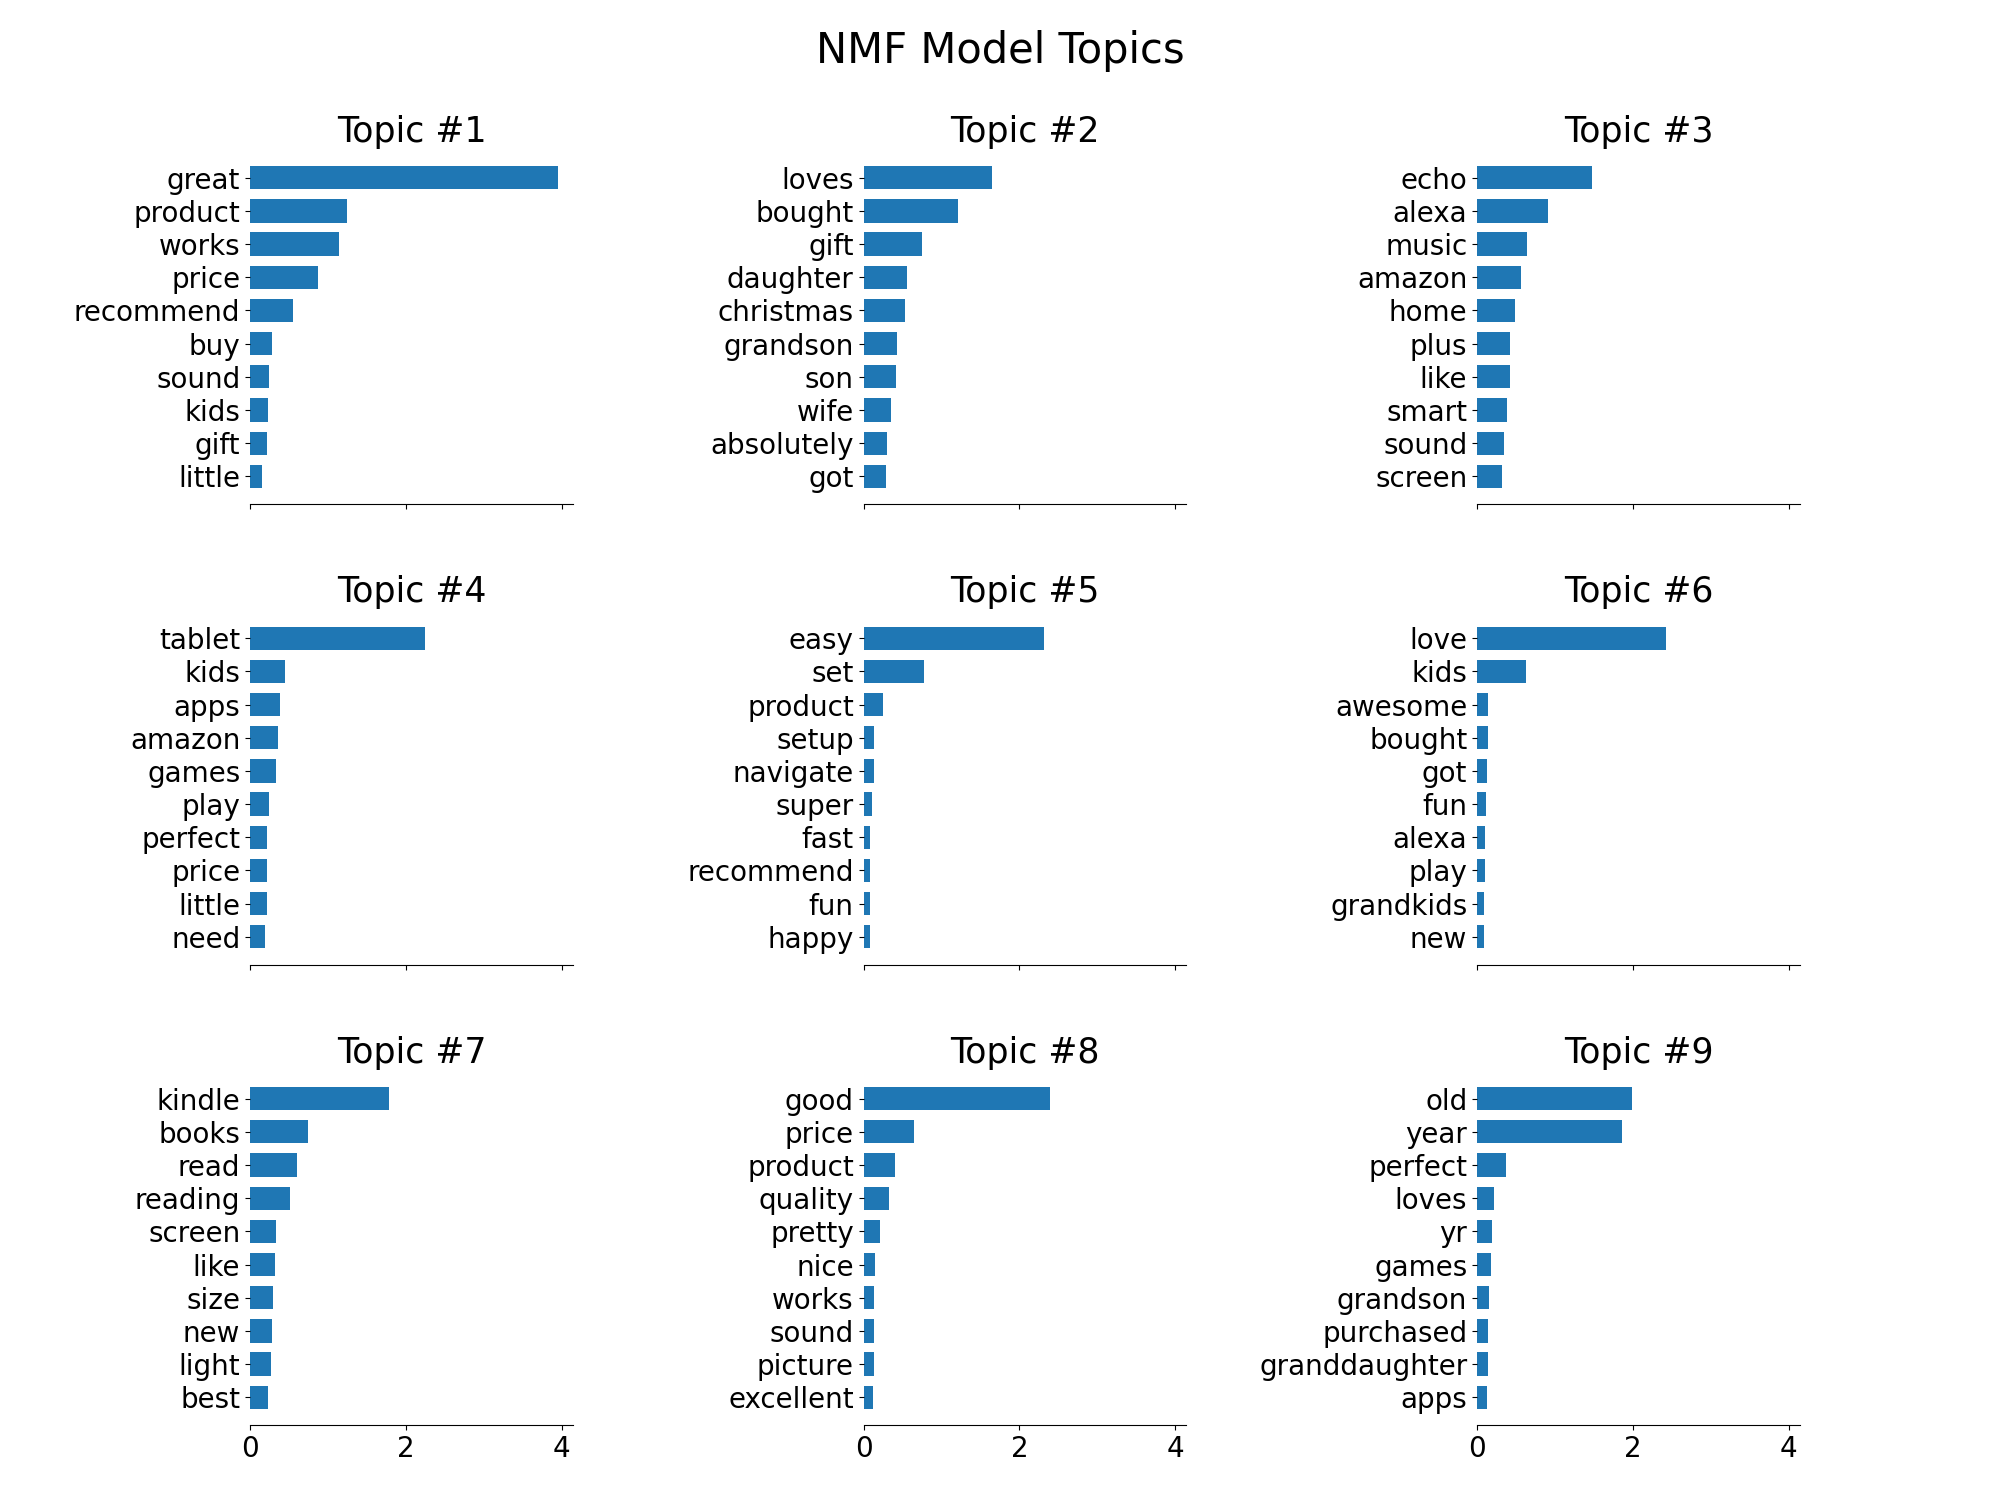 NMF Model Topics
Topic #1
great
product
works
price
recommend
buy
sound
kids
gift
little
Topic #2
loves
bought
gift
daughter
christmas
grandson
son
wife
absolutely
got
Topic #3
echo
alexa
music
amazon
home
plus
like
smart
sound
screen
Topic #4
tablet
kids
apps
amazon
games
play
perfect
price
little
need
Topic #5
easy
set
product
setup
navigate
super
fast
recommend
fun
happy
Topic #6
love
kids
awesome
bought
got
fun
alexa
play
grandkids
new
Topic #7
kindle
books
read
reading
screen
like
size
new
light
best
0 2 4
Topic #8
good
price
product
quality
pretty
nice
works
sound
picture
excellent
0 2 4
Topic #9
old
year
perfect
loves
yr
games
grandson
purchased
granddaughter
apps
0 2 4